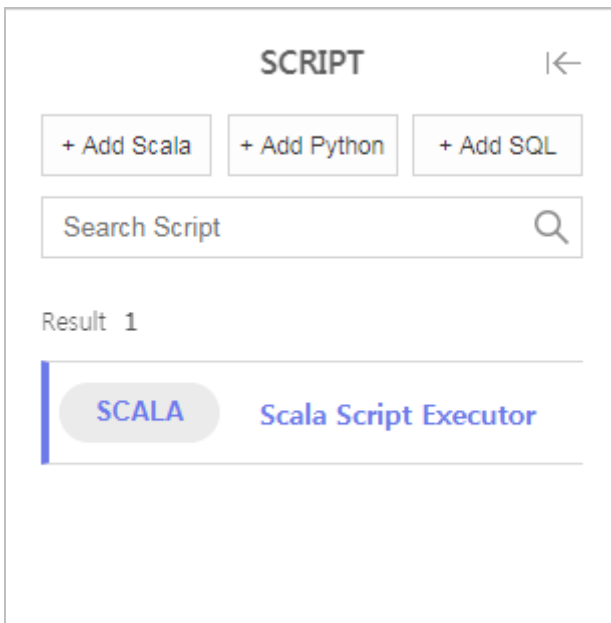 SCRIPT
+ Add Scala + Add Python + Add SQL
Search Script
Result 1
SCALA Scala Script Executor